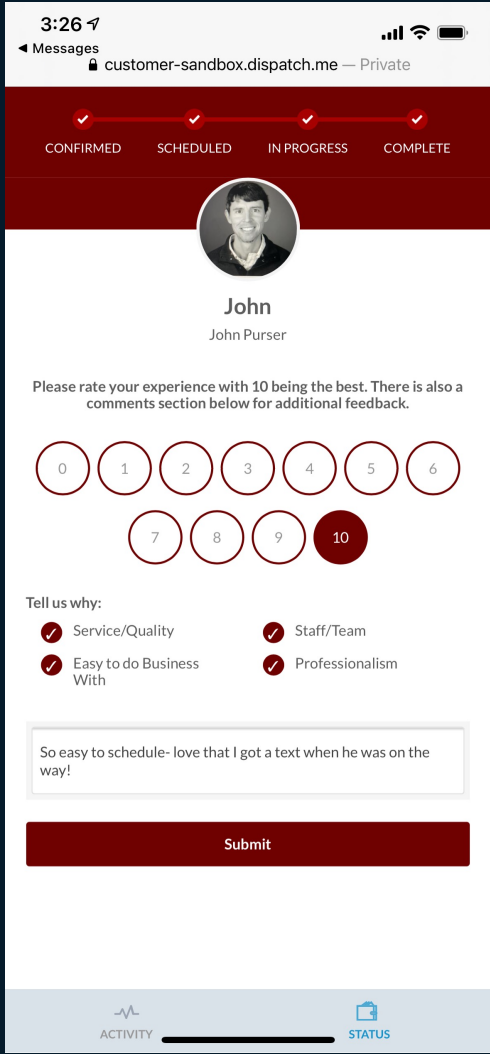 3:26
◀ Messages
customer-sandbox.dispatch.me — Private
CONFIRMED SCHEDULED IN PROGRESS COMPLETE
John
John Purser
Please rate your experience with 10 being the best. There is also a
comments section below for additional feedback.
0 1 2 3 4 5 6
7 8 9 10
Tell us why:
Service/Quality Staff/Team
Easy to do Business Professionalism
With
So easy to schedule- love that I got a text when he was on the
way!
Submit
ACTIVITY STATUS